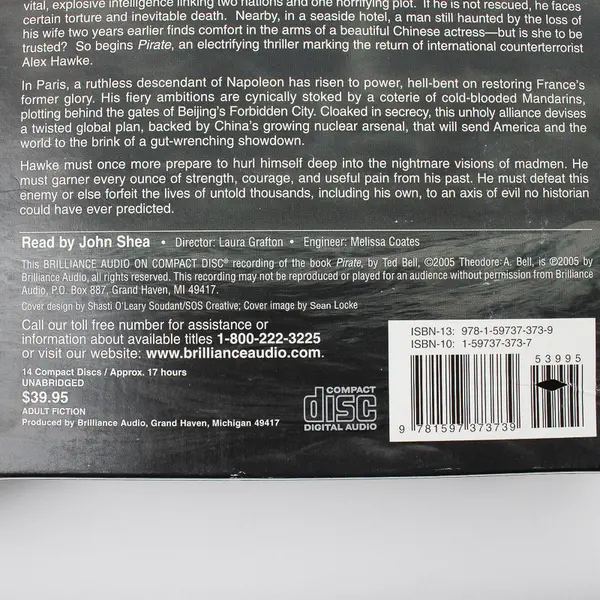 vital, explosive intelligence linking two nations and one horrifying plot. If he is not rescued, he faces
certain torture and inevitable death. Nearby, in a seaside hotel, a man still haunted by the loss of
his wife two years earlier finds comfort in the arms of a beautiful Chinese actress—but is she to be
trusted? So begins Pirate, an electrifying thriller marking the return of international counterterrorist
Alex Hawke.
In Paris, a ruthless descendant of Napoleon has risen to power, hell-bent on restoring France's
former glory. His fiery ambitions are cynically stoked by a coterie of cold-blooded Mandarins,
plotting behind the gates of Beijing's Forbidden City. Cloaked in secrecy, this unholy alliance devises
a twisted global plan, backed by China's growing nuclear arsenal, that will send America and the
world to the brink of a gut-wrenching showdown.
Hawke must once more prepare to hurl himself deep into the nightmare visions of madmen. He
must garner every ounce of strength, courage, and useful pain from his past. He must defeat this
enemy or else forfeit the lives of untold thousands, including his own, to an axis of evil no historian
could have ever predicted.
Read by John Shea • Director: Laura Grafton • Engineer: Melissa Coates
This BRILLIANCE AUDIO ON COMPACT DISC® recording of the book Pirate, by Ted Bell, ©2005 Theodore A. Bell, is ℗2005 by
Brilliance Audio, all rights reserved. This recording may not be reproduced or played for an audience without permission from Brilliance
Audio, P.O. Box 887, Grand Haven, MI 49417.
Cover design by Shasti O'Leary Soudant/SOS Creative; Cover image by Sean Locke
Call our toll free number for assistance or
information about available titles 1-800-222-3225
or visit our website: www.brillianceaudio.com.
14 Compact Discs / Approx. 17 hours
UNABRIDGED
$39.95
ADULT FICTION
Produced by Brilliance Audio, Grand Haven, Michigan 49417
COMPACT
disc
DIGITAL AUDIO
ISBN-13: 978-1-59737-373-9
ISBN-10: 1-59737-373-7
53995
9 781597 373739